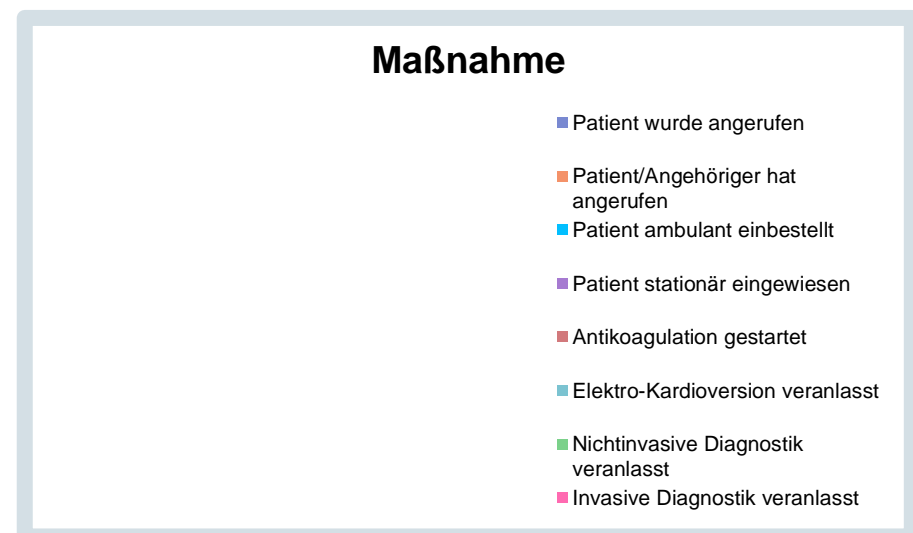 Maßnahme
Patient wurde angerufen
Patient/Angehöriger hat
angerufen
Patient ambulant einbestellt
Patient stationär eingewiesen
Antikoagulation gestartet
Elektro-Kardioversion veranlasst
Nichtinvasive Diagnostik
veranlasst
Invasive Diagnostik veranlasst